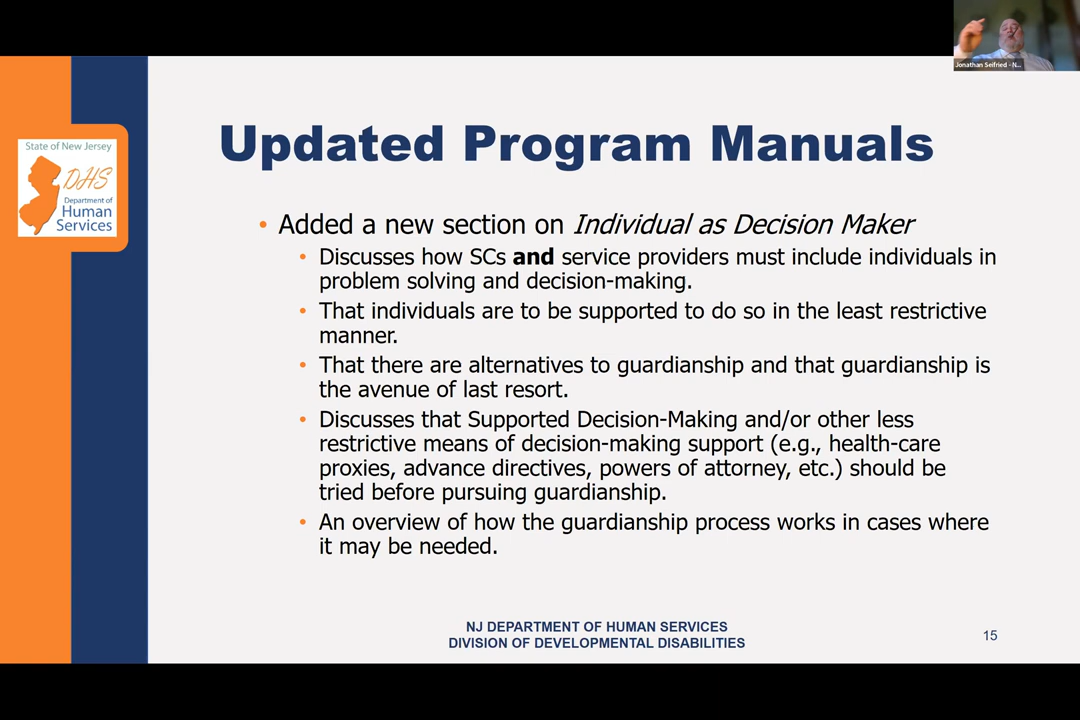 Jonathan Seifried - N...
State of New Jersey
DHS
Department of
Human
Services
Updated Program Manuals
• Added a new section on Individual as Decision Maker
• Discusses how SCs and service providers must include individuals in
problem solving and decision-making.
• That individuals are to be supported to do so in the least restrictive
manner.
• That there are alternatives to guardianship and that guardianship is
the avenue of last resort.
• Discusses that Supported Decision-Making and/or other less
restrictive means of decision-making support (e.g., health-care
proxies, advance directives, powers of attorney, etc.) should be
tried before pursuing guardianship.
• An overview of how the guardianship process works in cases where
it may be needed.
NJ DEPARTMENT OF HUMAN SERVICES
DIVISION OF DEVELOPMENTAL DISABILITIES
15